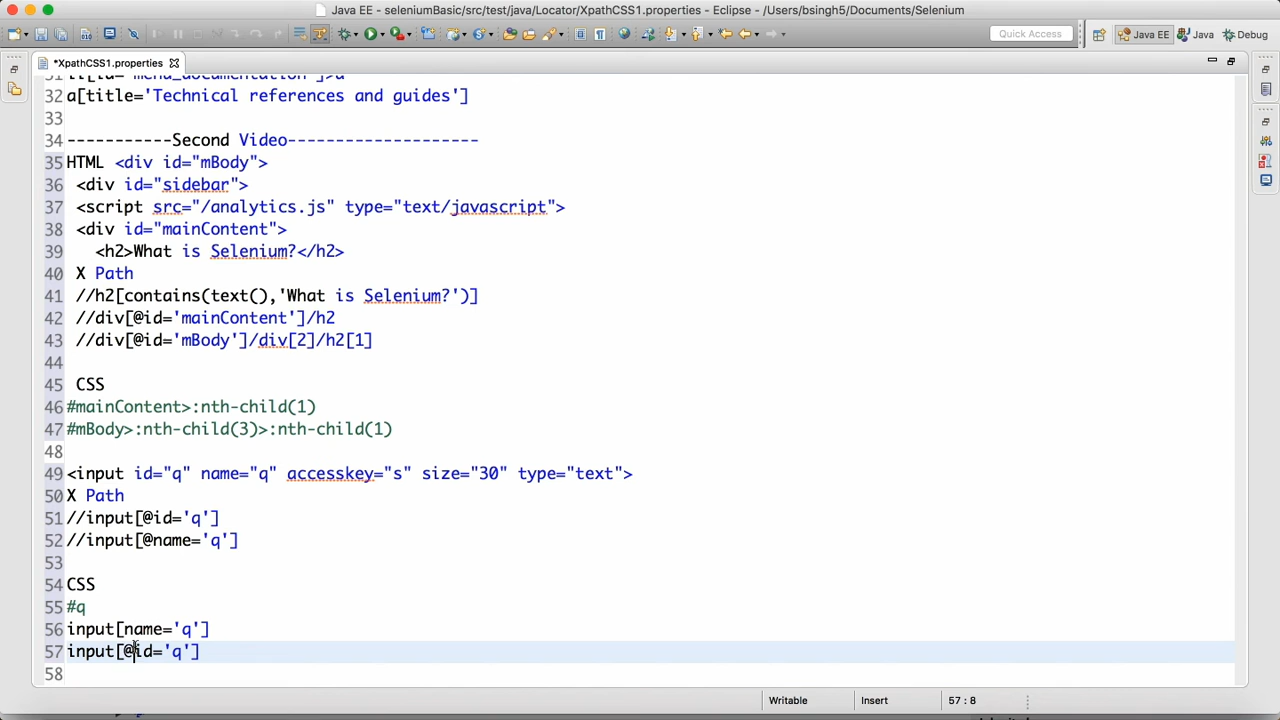 Java EE - seleniumBasic/src/test/java/Locator/XpathCSS1.properties - Eclipse - /Users/bsingh5/Documents/Selenium
Quick Access
Java EE
Java
Debug
*XpathCSS1.properties
31 li[id='menu_documentation']>a
32 a[title='Technical references and guides']
33
34 -----------Second Video--------------------
35 HTML <div id="mBody">
36 <div id="sidebar">
37 <script src="/analytics.js" type="text/javascript">
38 <div id="mainContent">
39 <h2>What is Selenium?</h2>
40 X Path
41 //h2[contains(text(),'What is Selenium?')]
42 //div[@id='mainContent']/h2
43 //div[@id='mBody']/div[2]/h2[1]
44
45 CSS
46 #mainContent>:nth-child(1)
47 #mBody>:nth-child(3)>:nth-child(1)
48
49 <input id="q" name="q" accesskey="s" size="30" type="text">
50 X Path
51 //input[@id='q']
52 //input[@name='q']
53
54 CSS
55 #q
56 input[name='q']
57 input[@id='q']
58
Writable
Insert
57 : 8